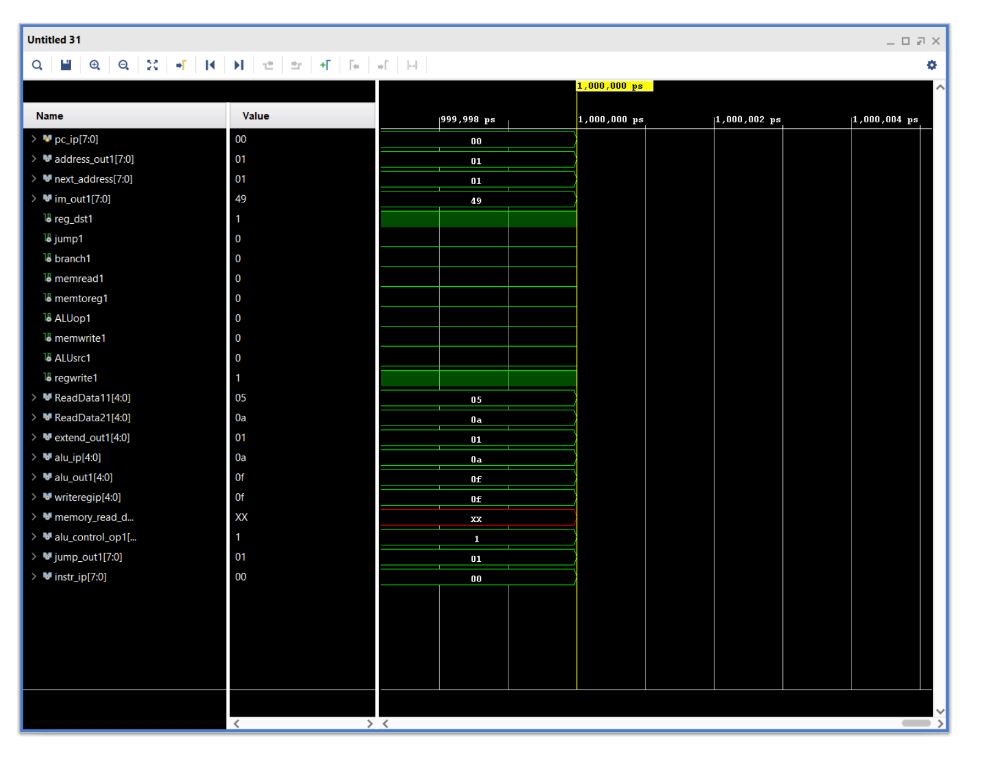 Untitled 31
1,000,000 ps
Name Value
999,998 ps 1,000,000 ps 1,000,002 ps 1,000,004 ps
pc_ip[7:0] 00 00
address_out1[7:0] 01 01
next_address[7:0] 01 01
im_out1[7:0] 49 49
reg_dst1 1
jump1 0
branch1 0
memread1 0
memtoreg1 0
ALUop1 0
memwrite1 0
ALUsrc1 0
regwrite1 1
ReadData11[4:0] 05 05
ReadData21[4:0] 0a 0a
extend_out1[4:0] 01 01
alu_ip[4:0] 0a 0a
alu_out1[4:0] 0f 0f
writeregip[4:0] 0f 0f
memory_read_d... XX XX
alu_control_op1[... 1 1
jump_out1[7:0] 01 01
instr_ip[7:0] 00 00